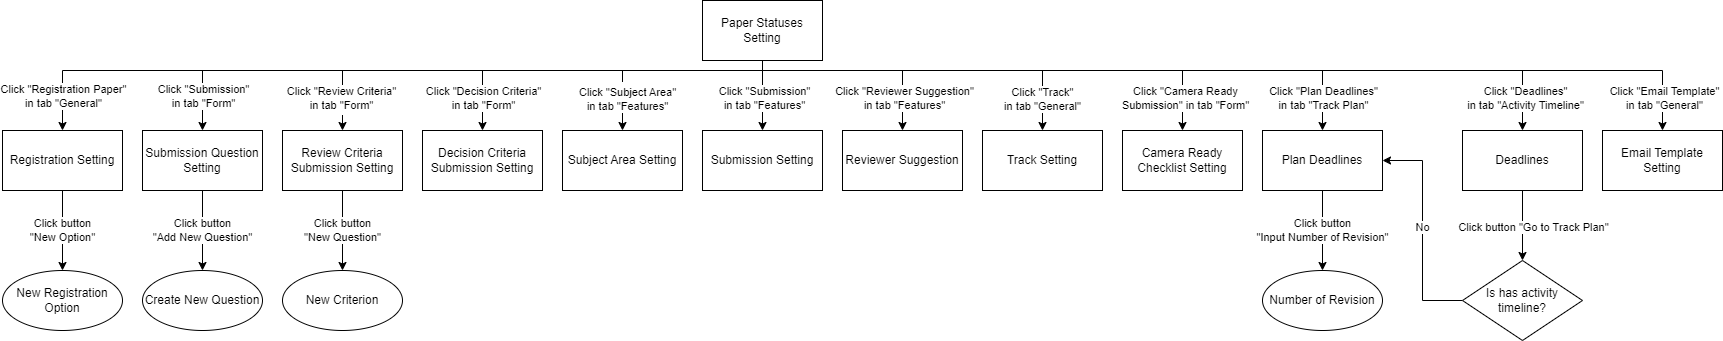 Paper Statuses
Setting
Click "Registration Paper"
in tab "General"
Click "Submission"
in tab "Form"
Click "Review Criteria"
in tab "Form"
Click "Decision Criteria"
in tab "Form"
Click "Subject Area"
in tab "Features"
Click "Submission"
in tab "Features"
Click "Reviewer Suggestion"
in tab "Features"
Click "Track"
in tab "General"
Click "Camera Ready
Submission" in tab "Form"
Click "Plan Deadlines"
in tab "Track Plan"
Click "Deadlines"
in tab "Activity Timeline"
Click "Email Template"
in tab "General"
Registration Setting
Submission Question
Setting
Review Criteria
Submission Setting
Decision Criteria
Submission Setting
Subject Area Setting
Submission Setting
Reviewer Suggestion
Track Setting
Camera Ready
Checklist Setting
Plan Deadlines
Deadlines
Email Template
Setting
Click button
"New Option"
Click button
"Add New Question"
Click button
"New Question"
Click button
"Input Number of Revision"
No
Click button "Go to Track Plan"
New Registration
Option
Create New Question
New Criterion
Number of Revision
Is has activity
timeline?